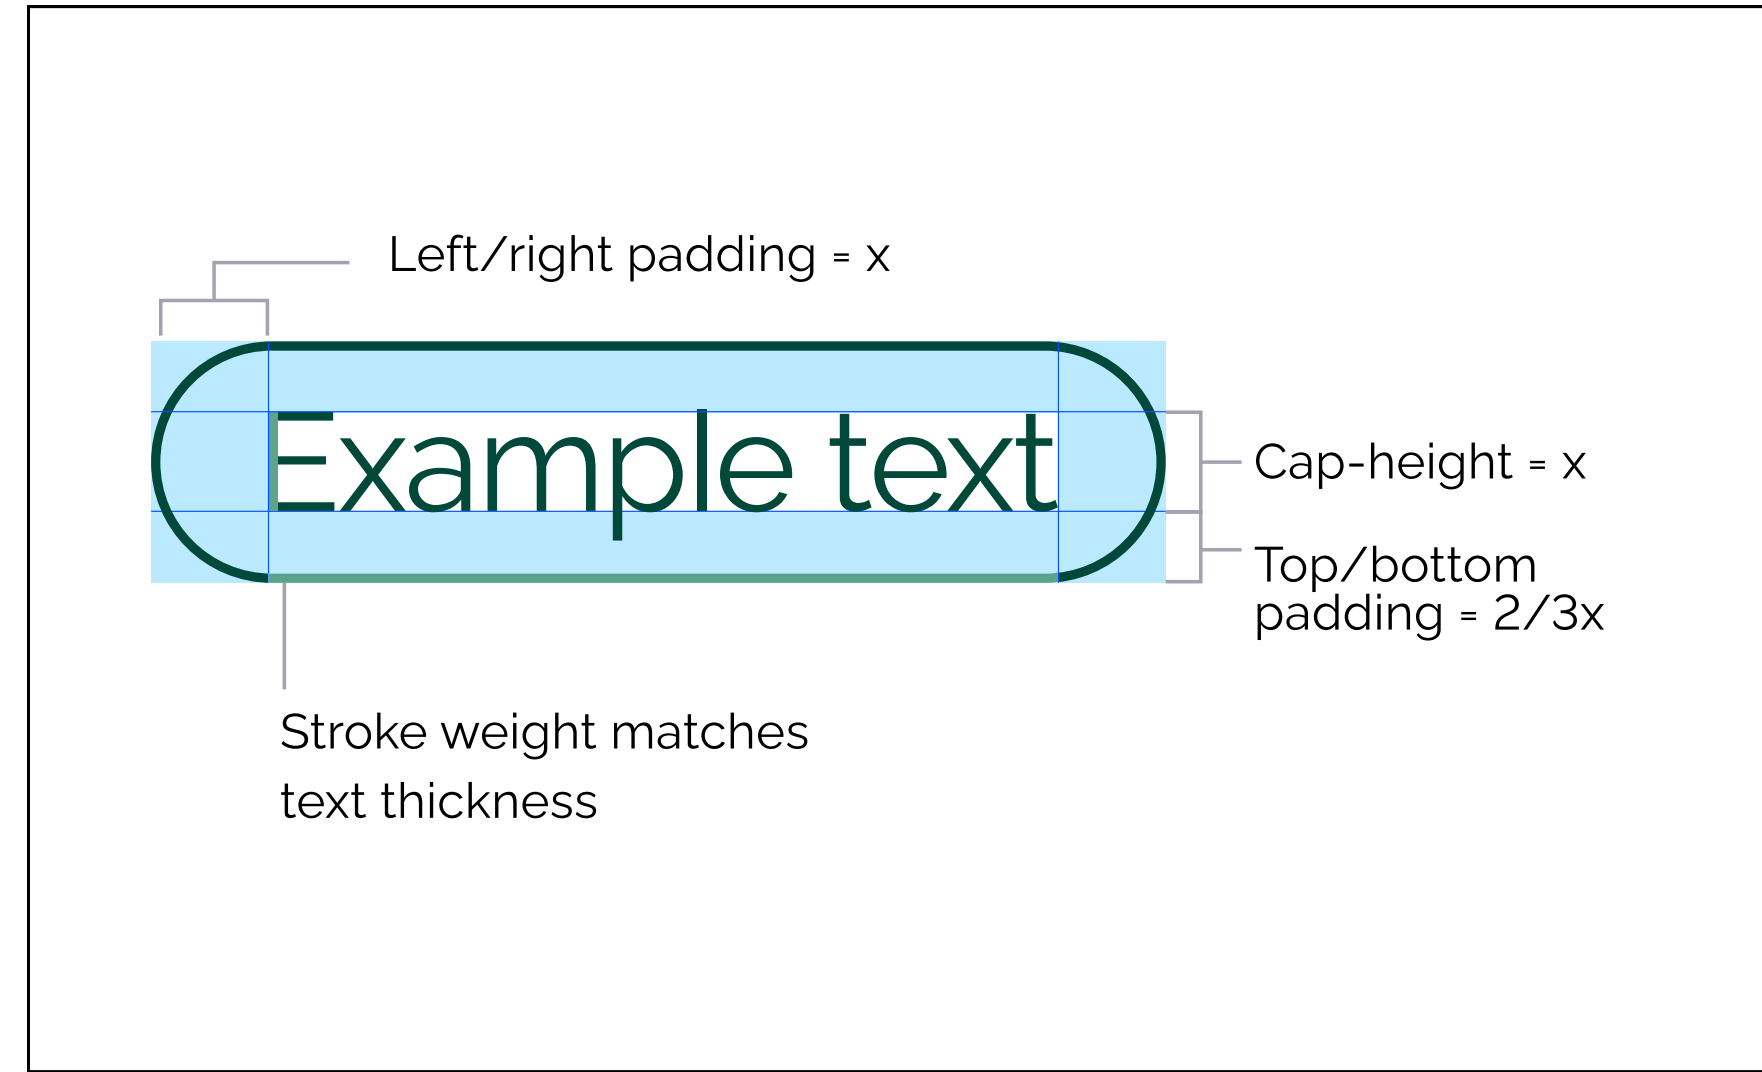 Left/right padding = x
Example text
Cap-height = x
Top/bottom
padding = 2/3x
Stroke weight matches
text thickness